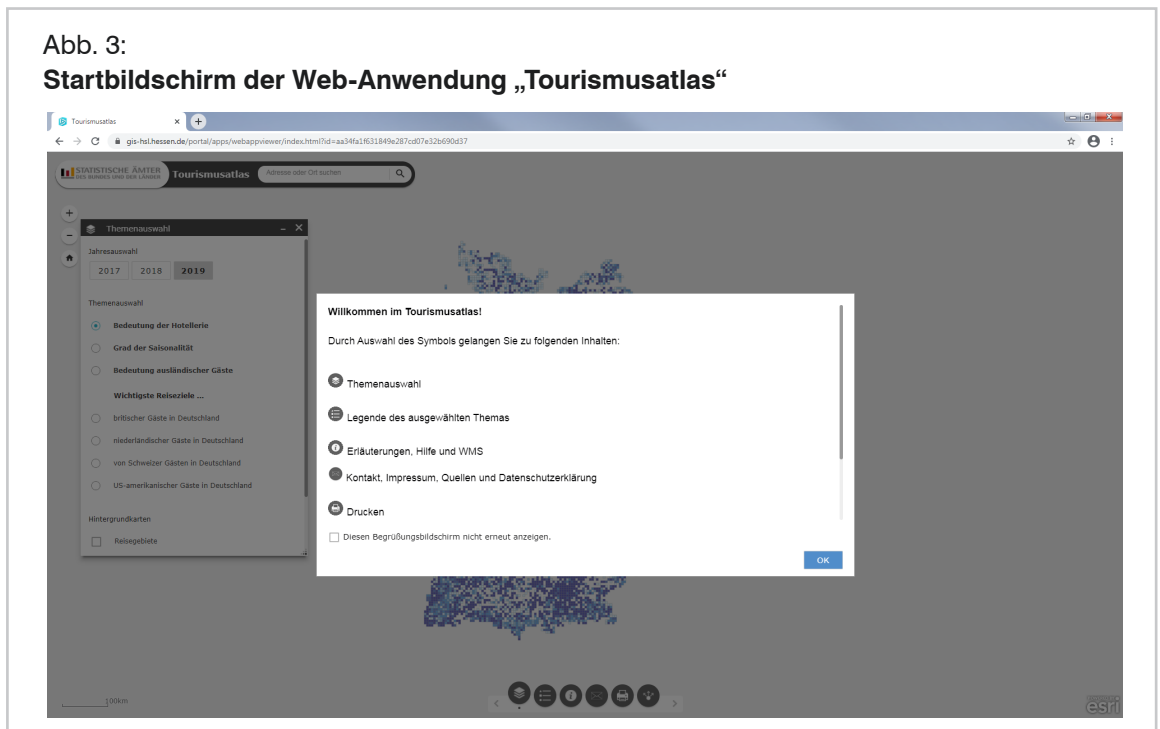 Abb. 3:
Startbildschirm der Web-Anwendung „Tourismusatlas“
Tourismusatlas
gis-hsl.hessen.de/portal/apps/webappviewer/index.html?id=aa34fa1f631849e287cd07e32b690d37
STATISTISCHE ÄMTER
DES BUNDES UND DER LÄNDER
Tourismusatlas
Adresse oder Ort suchen
Themenauswahl
Jahresauswahl
2017 2018 2019
Themenauswahl
Bedeutung der Hotellerie
Grad der Saisonalität
Bedeutung ausländischer Gäste
Wichtigste Reiseziele ...
britischer Gäste in Deutschland
niederländischer Gäste in Deutschland
von Schweizer Gästen in Deutschland
US-amerikanischer Gäste in Deutschland
Hintergrundkarten
Reisegebiete
Willkommen im Tourismusatlas!
Durch Auswahl des Symbols gelangen Sie zu folgenden Inhalten:
Themenauswahl
Legende des ausgewählten Themas
Erläuterungen, Hilfe und WMS
Kontakt, Impressum, Quellen und Datenschutzerklärung
Drucken
Diesen Begrüßungsbildschirm nicht erneut anzeigen.
OK
100km
esri